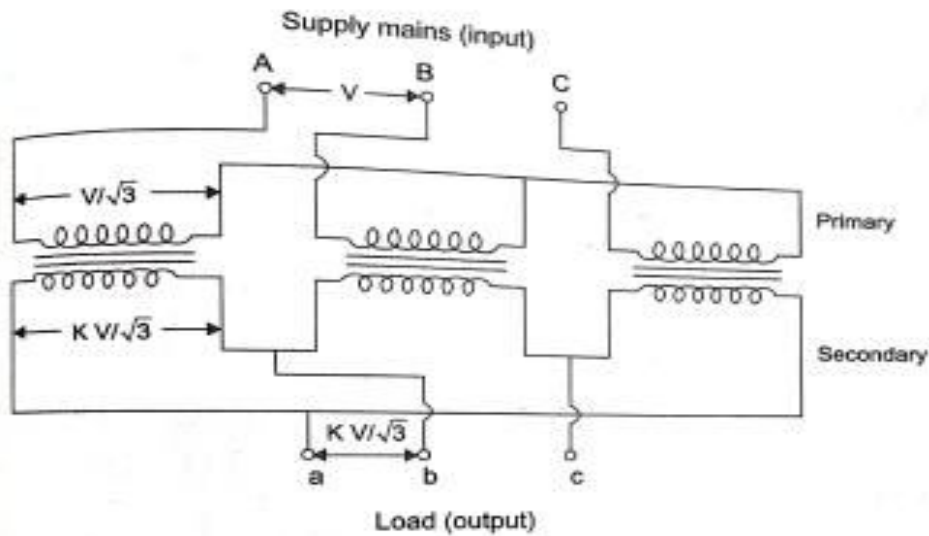 Supply mains (input)
A
B
C
V
V/√3
Primary
K V/√3
Secondary
K V/√3
a
b
c
Load (output)